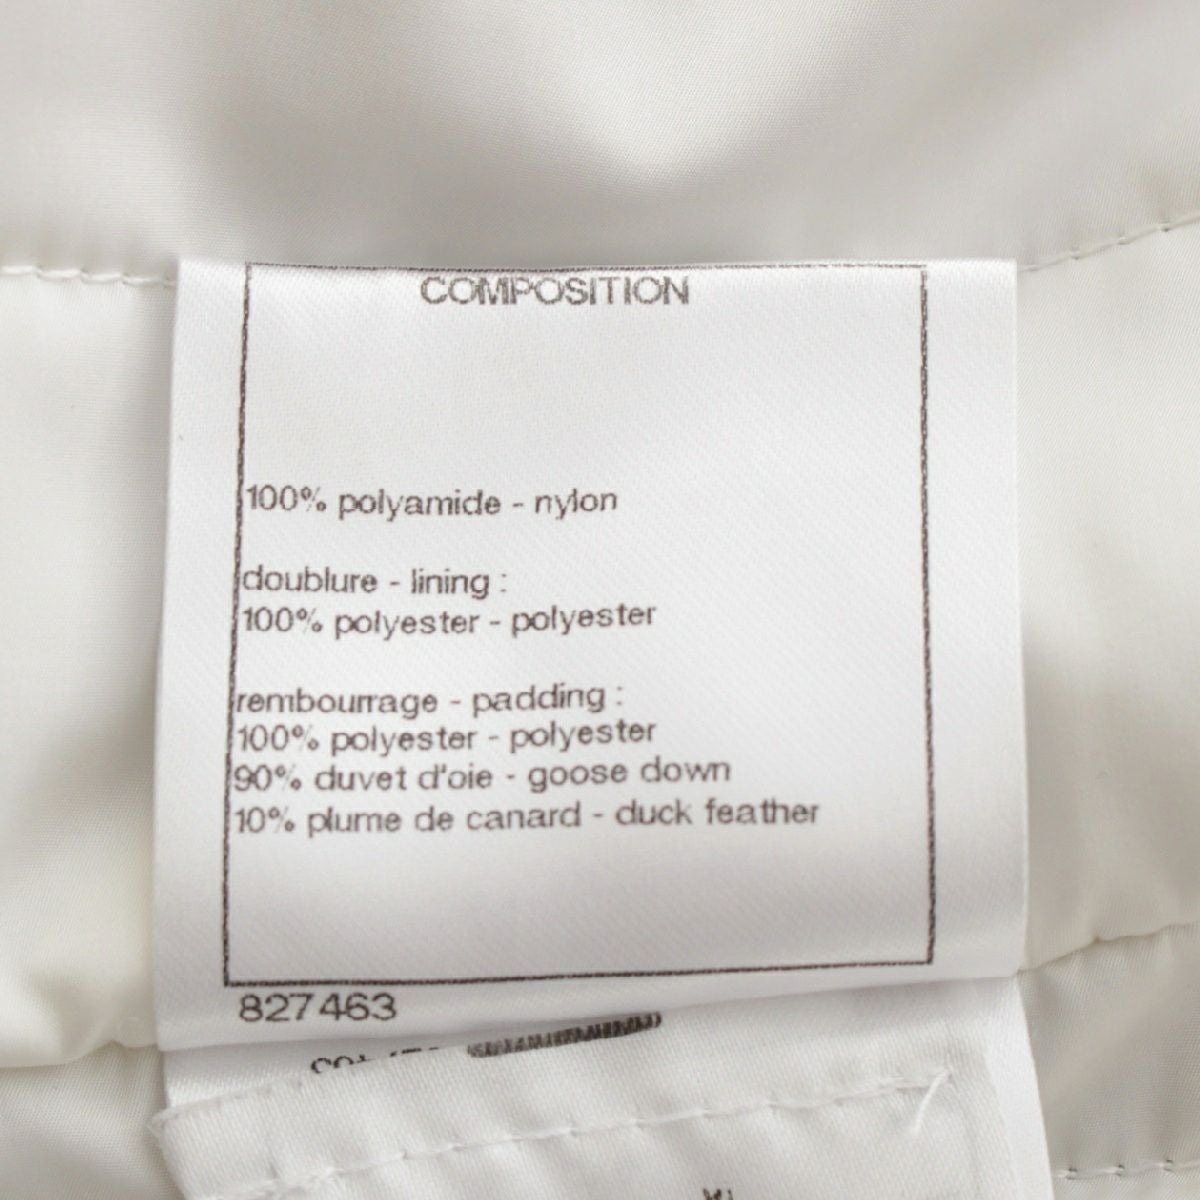 COMPOSITION
100% polyamide - nylon
doublure - lining :
100% polyester - polyester
rembourrage - padding :
100% polyester - polyester
90% duvet d'oie - goose down
10% plume de canard - duck feather
827463